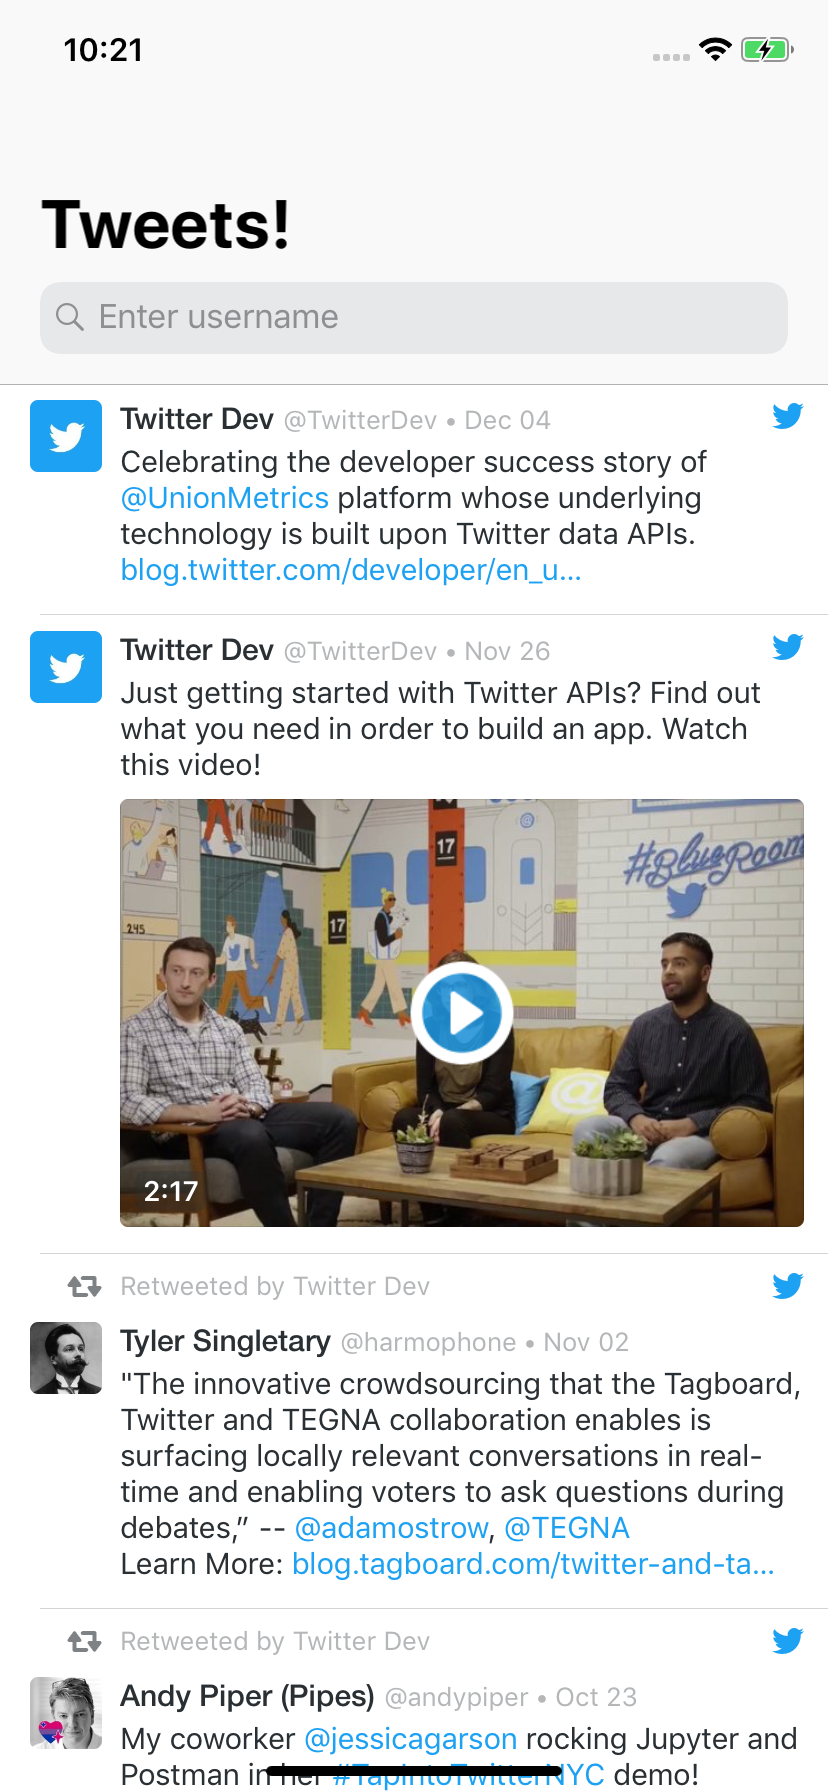 10:21
Tweets!
Enter username
Twitter Dev @TwitterDev • Dec 04
Celebrating the developer success story of
@UnionMetrics platform whose underlying
technology is built upon Twitter data APIs.
blog.twitter.com/developer/en_u...
Twitter Dev @TwitterDev • Nov 26
Just getting started with Twitter APIs? Find out
what you need in order to build an app. Watch
this video!
17
#BlueRoom
245
17
@
2:17
Retweeted by Twitter Dev
Tyler Singletary @harmophone • Nov 02
"The innovative crowdsourcing that the Tagboard,
Twitter and TEGNA collaboration enables is
surfacing locally relevant conversations in real-
time and enabling voters to ask questions during
debates,” -- @adamostrow, @TEGNA
Learn More: blog.tagboard.com/twitter-and-ta...
Retweeted by Twitter Dev
Andy Piper (Pipes) @andypiper • Oct 23
My coworker @jessicagarson rocking Jupyter and
Postman in her #TapIntoTwitterNYC demo!